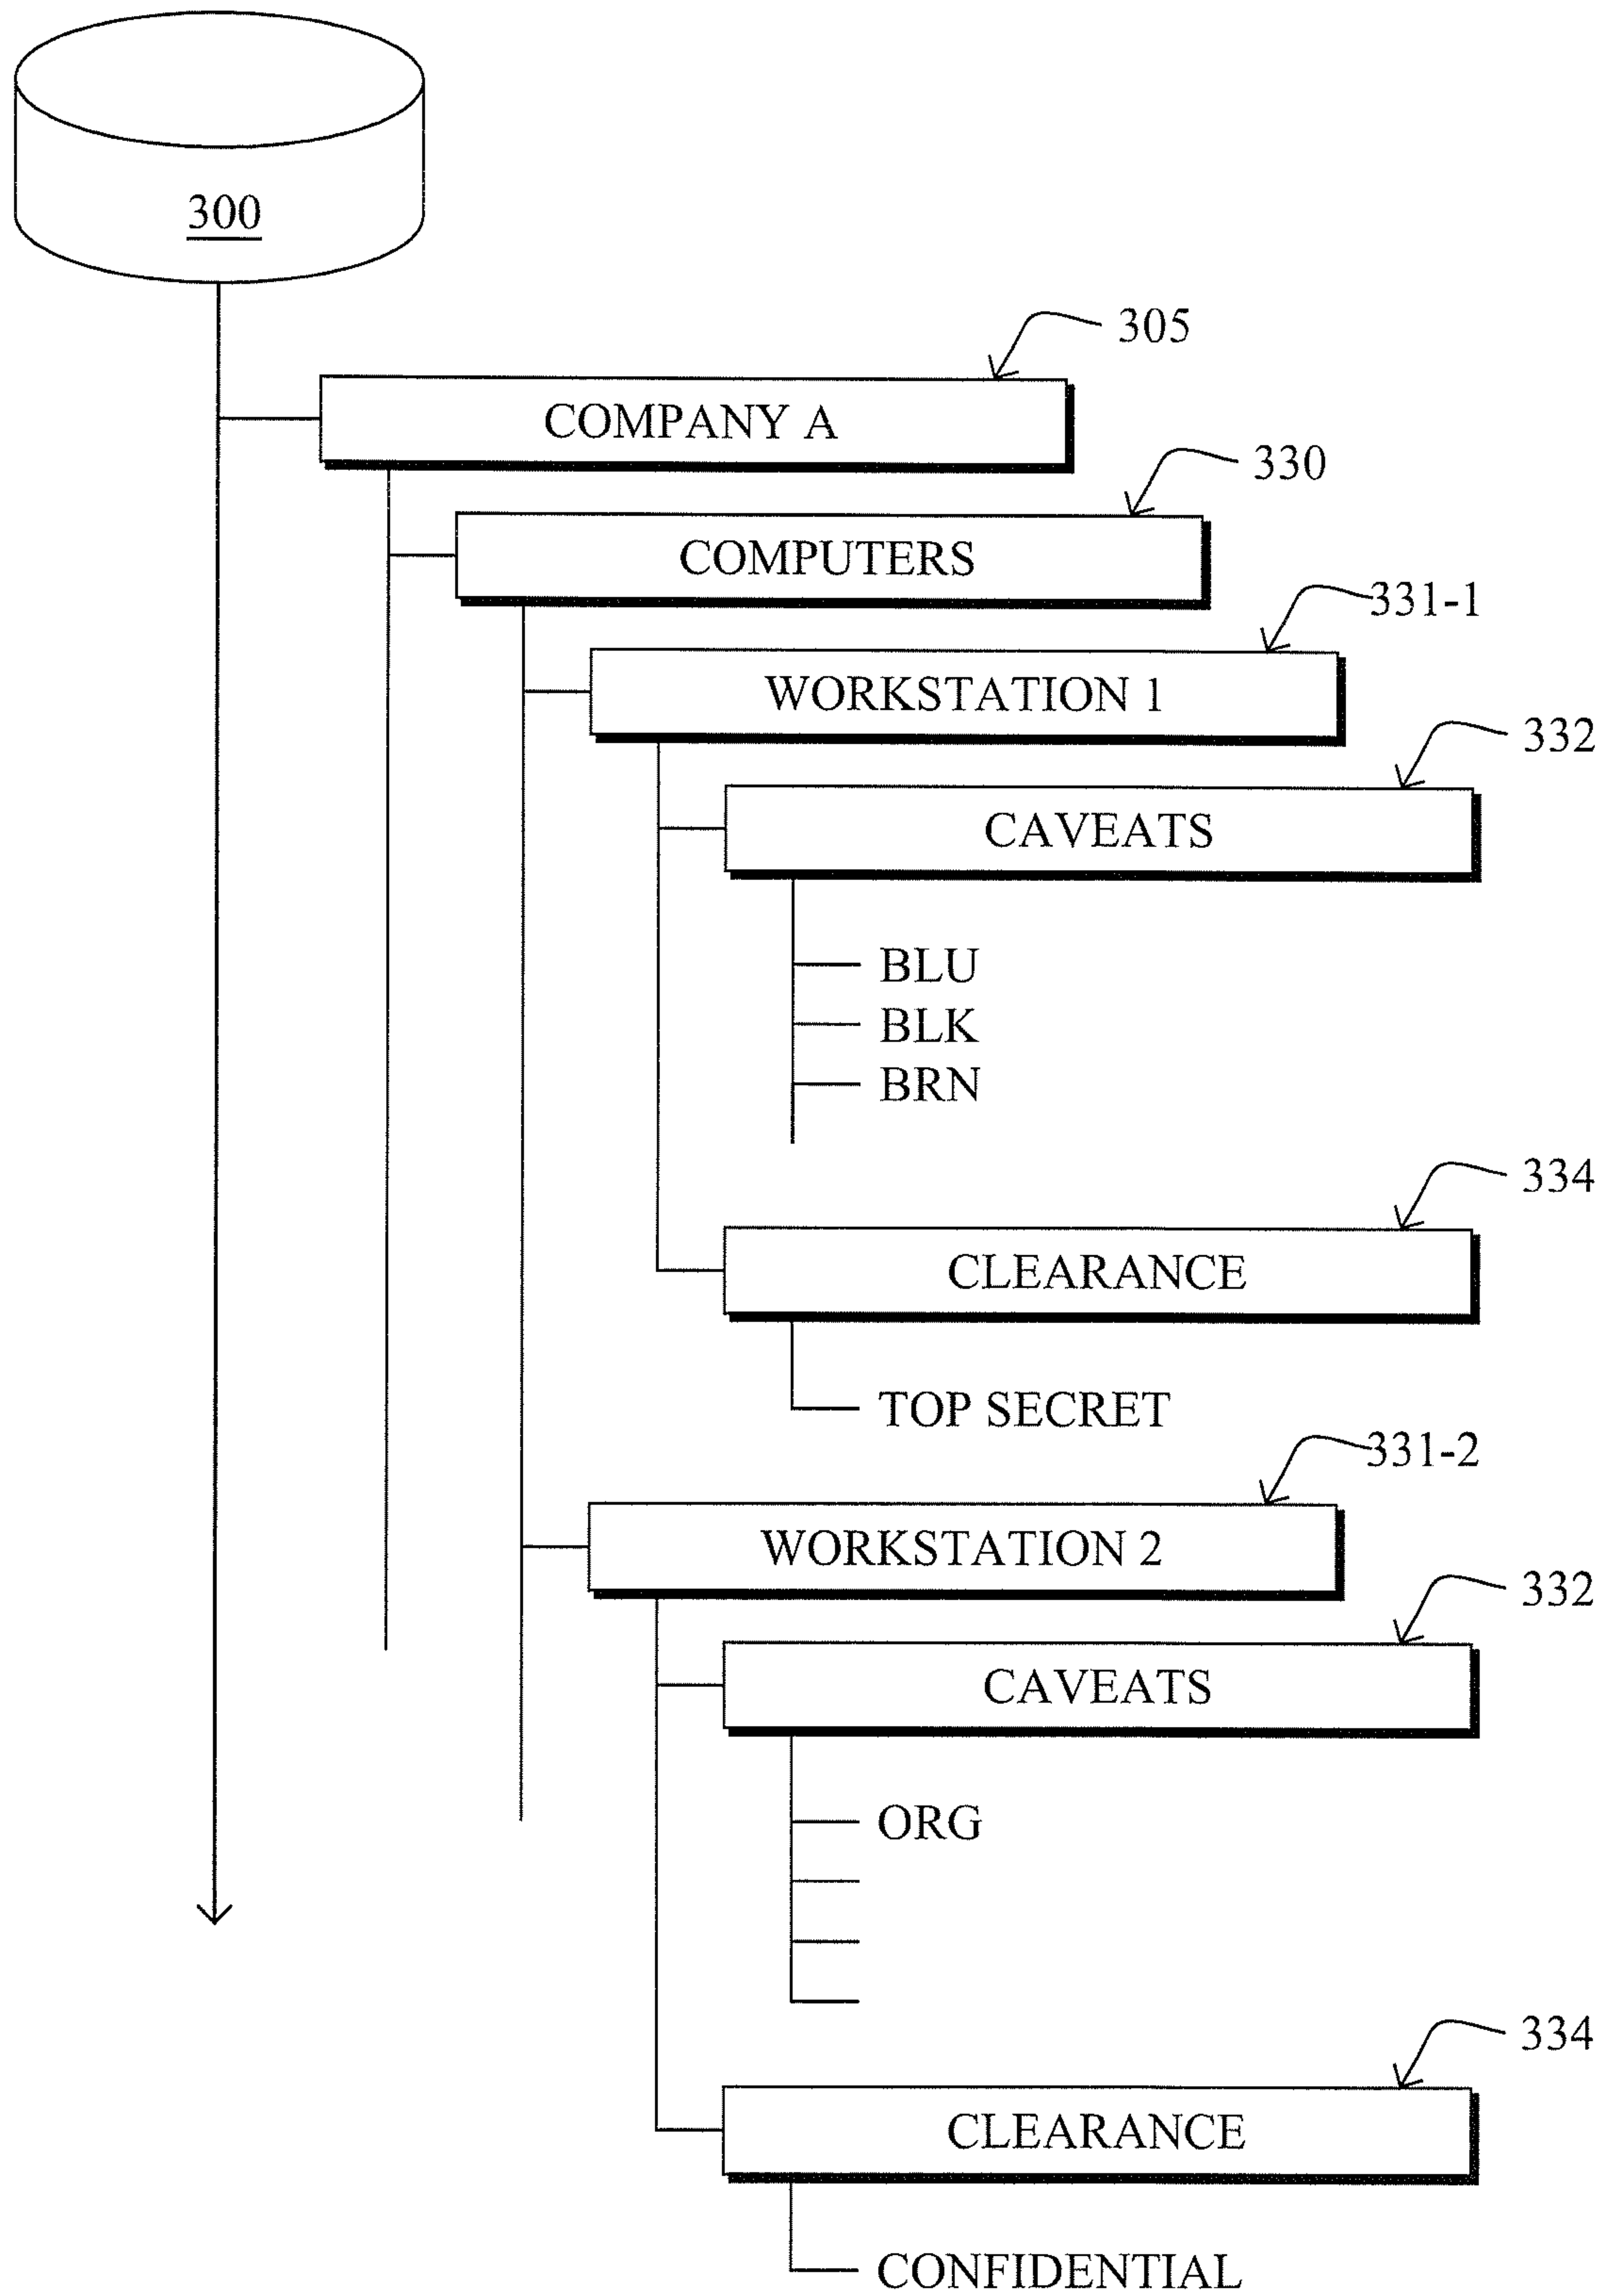 300
305
COMPANY A
330
COMPUTERS
331-1
WORKSTATION 1
332
CAVEATS
BLU
BLK
BRN
334
CLEARANCE
TOP SECRET
331-2
WORKSTATION 2
332
CAVEATS
ORG
334
CLEARANCE
CONFIDENTIAL